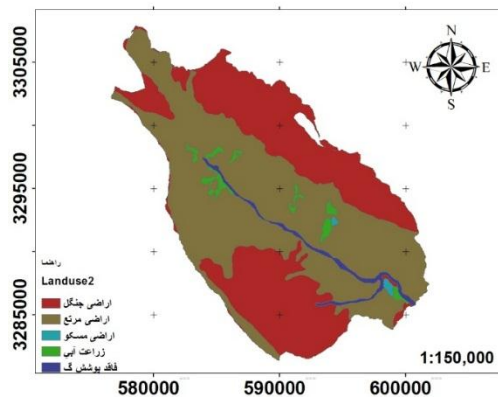 N
W E
S
3305000
3295000
3285000
راهنما
Landuse2
اراضی جنگل
اراضی مرتع
اراضی مسکو
زراعت آبی
فاقد پوشش گ
1:150,000
580000 590000 600000